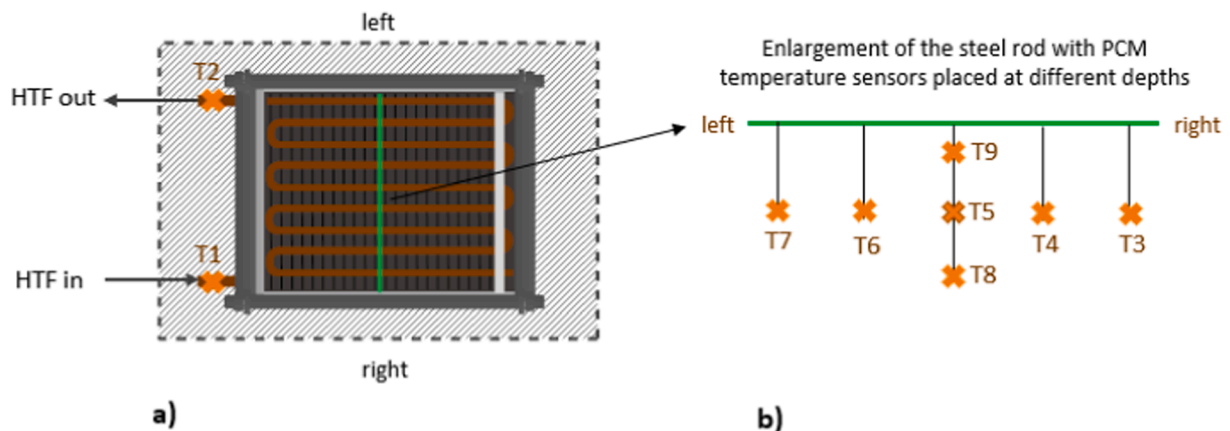 left
T2
HTF out
T1
HTF in
right
a)
Enlargement of the steel rod with PCM
temperature sensors placed at different depths
left
right
T9
T5
T7
T6
T4
T3
T8
b)